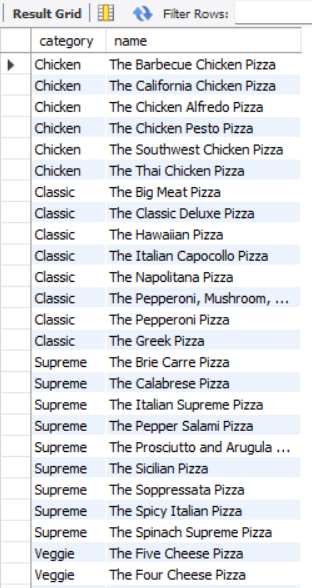 Result Grid Filter Rows:
category name
Chicken The Barbecue Chicken Pizza
Chicken The California Chicken Pizza
Chicken The Chicken Alfredo Pizza
Chicken The Chicken Pesto Pizza
Chicken The Southwest Chicken Pizza
Chicken The Thai Chicken Pizza
Classic The Big Meat Pizza
Classic The Classic Deluxe Pizza
Classic The Hawaiian Pizza
Classic The Italian Capocollo Pizza
Classic The Napolitana Pizza
Classic The Pepperoni, Mushroom, ...
Classic The Pepperoni Pizza
Classic The Greek Pizza
Supreme The Brie Carre Pizza
Supreme The Calabrese Pizza
Supreme The Italian Supreme Pizza
Supreme The Pepper Salami Pizza
Supreme The Prosciutto and Arugula ...
Supreme The Sicilian Pizza
Supreme The Soppressata Pizza
Supreme The Spicy Italian Pizza
Supreme The Spinach Supreme Pizza
Veggie The Five Cheese Pizza
Veggie The Four Cheese Pizza